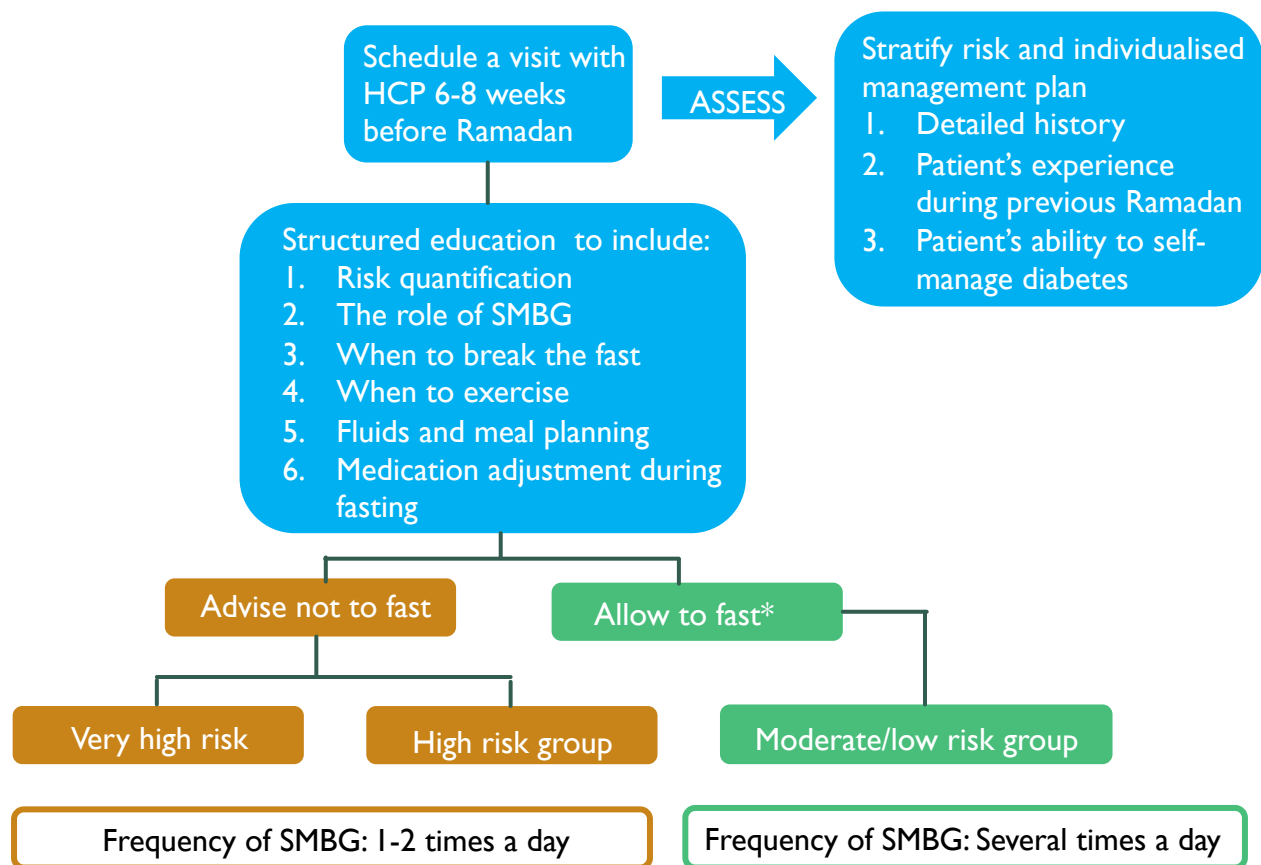 Schedule a visit with
HCP 6-8 weeks
before Ramadan
ASSESS
Stratify risk and individualised
management plan
1. Detailed history
2. Patient’s experience
during previous Ramadan
3. Patient’s ability to self-
manage diabetes
Structured education to include:
1. Risk quantification
2. The role of SMBG
3. When to break the fast
4. When to exercise
5. Fluids and meal planning
6. Medication adjustment during
fasting
Advise not to fast
Allow to fast*
Very high risk
High risk group
Moderate/low risk group
Frequency of SMBG: 1-2 times a day
Frequency of SMBG: Several times a day